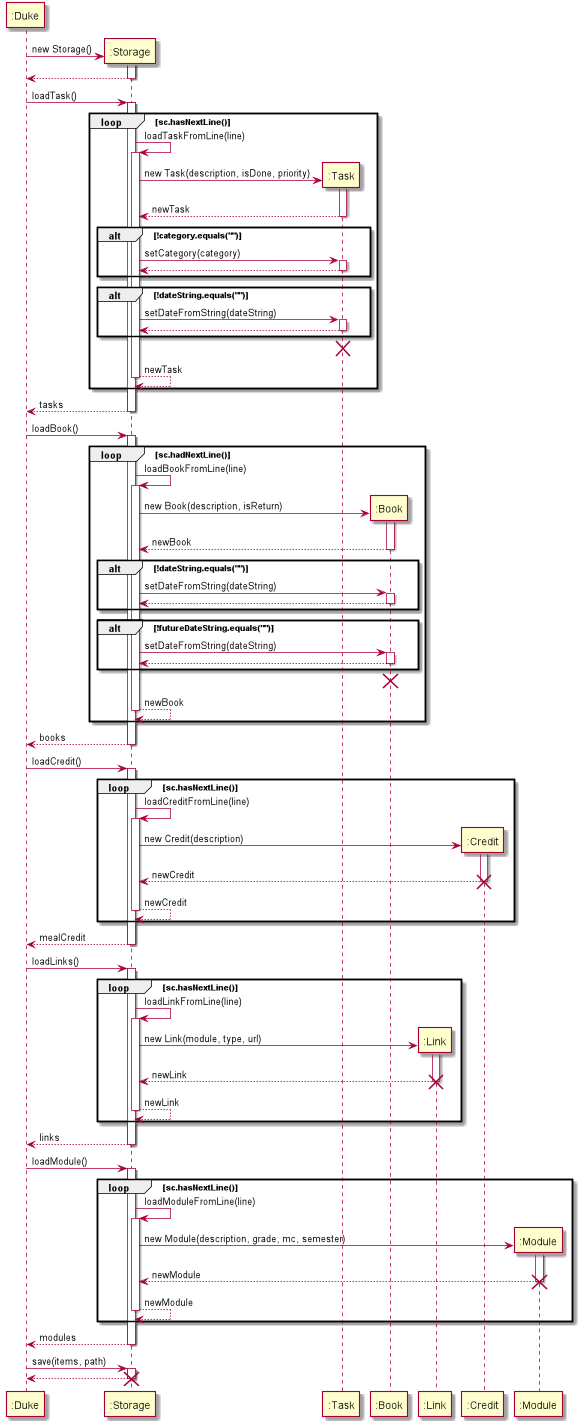 :Duke
new Storage()
:Storage
loadTask()
loop [sc.hasNextLine()]
loadTaskFromLine(line)
new Task(description, isDone, priority)
:Task
newTask
alt [!category.equals("")]
setCategory(category)
alt [!dateString.equals("")]
setDateFromString(dateString)
newTask
tasks
loadBook()
loop [sc.hadNextLine()]
loadBookFromLine(line)
new Book(description, isReturn)
:Book
newBook
alt [!dateString.equals("")]
setDateFromString(dateString)
alt [!futureDateString.equals("")]
setDateFromString(dateString)
newBook
books
loadCredit()
loop [sc.hasNextLine()]
loadCreditFromLine(line)
new Credit(description)
:Credit
newCredit
newCredit
mealCredit
loadLinks()
loop [sc.hasNextLine()]
loadLinkFromLine(line)
new Link(module, type, url)
:Link
newLink
newLink
links
loadModule()
loop [sc.hasNextLine()]
loadModuleFromLine(line)
new Module(description, grade, mc, semester)
:Module
newModule
newModule
modules
save(items, path)
:Duke :Storage :Task :Book :Link :Credit :Module